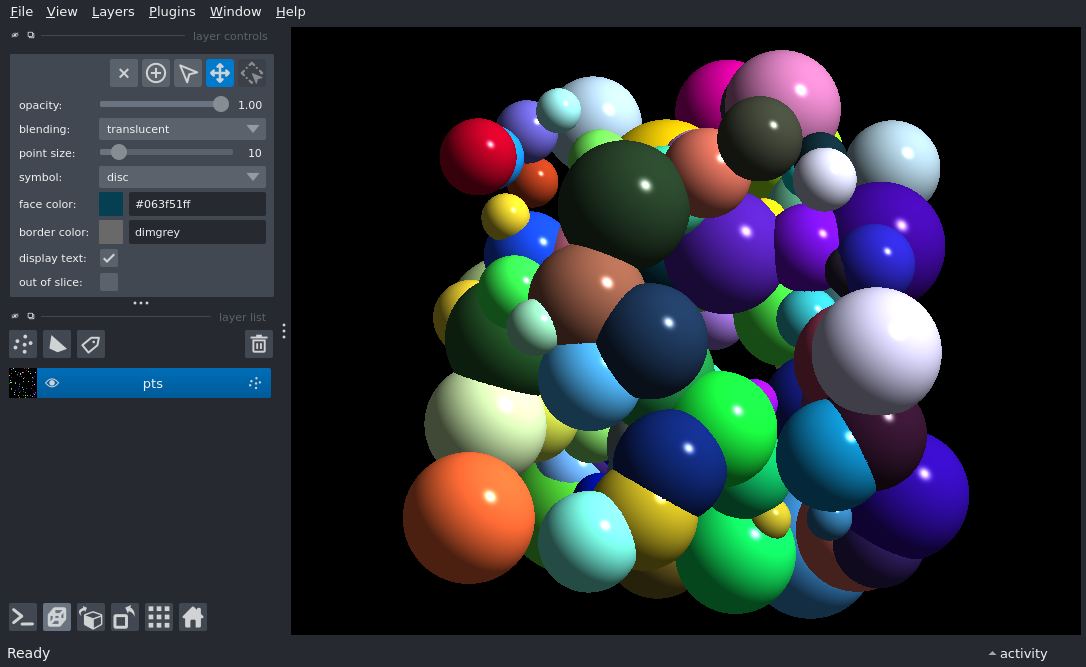 File View Layers Plugins Window Help
layer controls
opacity: 1.00
blending: translucent
point size: 10
symbol: disc
face color: #063f51ff
border color: dimgrey
display text:
out of slice:
layer list
pts
Ready
activity